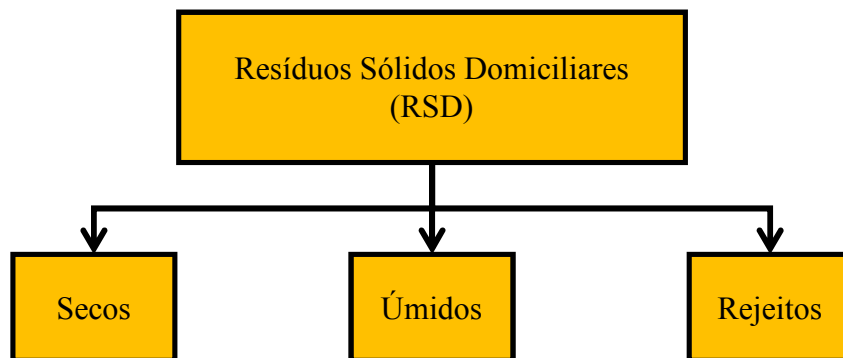 Resíduos Sólidos Domiciliares
(RSD)
Secos
Úmidos
Rejeitos